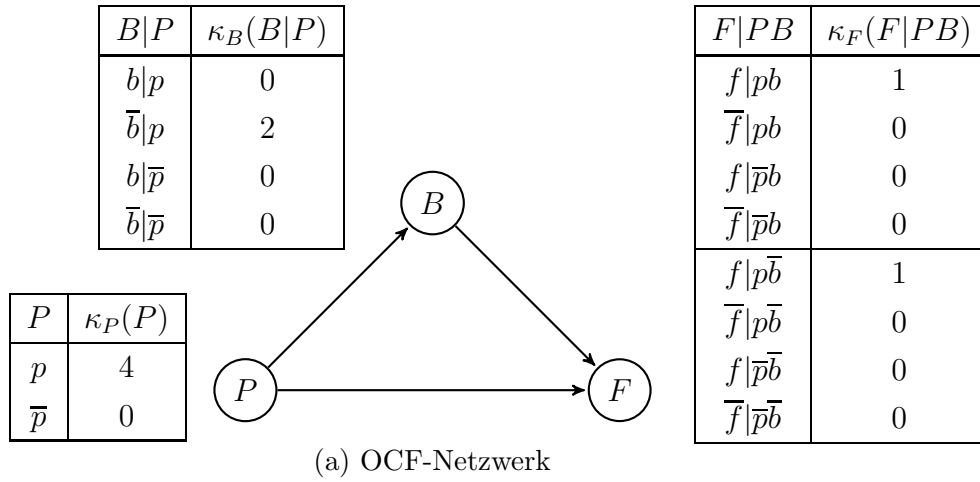 B|P κ_B(B|P)
b|p 0
b̅|p 2
b|p̅ 0
b̅|p̅ 0
F|PB κ_F(F|PB)
f|pb 1
f̅|pb 0
f|p̅b 0
f̅|p̅b 0
f|pb̅ 1
f̅|pb̅ 0
f|p̅b̅ 0
f̅|p̅b̅ 0
B
P κ_P(P)
p 4
p̅ 0
P
F
(a) OCF-Netzwerk